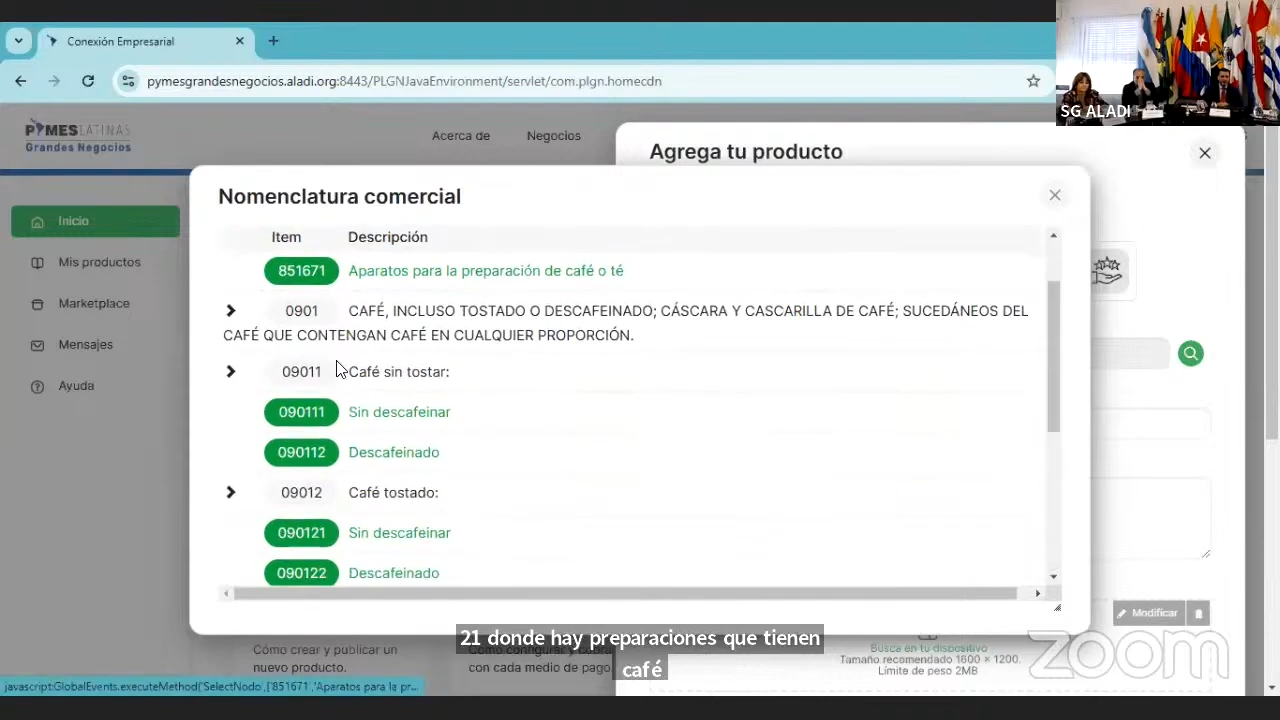 Conexión Empresarial
pymesgrandesnegocios.aladi.org:8443/PLGNJavaEnvironment/servlet/com.plgn.homecdn
SG ALADI
PYMESLATINAS
Grandes Negocios
Acerca de
Negocios
Agrega tu producto
Inicio
Mis productos
Marketplace
Mensajes
Ayuda
Nomenclatura comercial
Item Descripción
851671 Aparatos para la preparación de café o té
0901 CAFÉ, INCLUSO TOSTADO O DESCAFEINADO; CÁSCARA Y CASCARILLA DE CAFÉ; SUCEDÁNEOS DEL
CAFÉ QUE CONTENGAN CAFÉ EN CUALQUIER PROPORCIÓN.
09011 Café sin tostar:
090111 Sin descafeinar
090112 Descafeinado
09012 Café tostado:
090121 Sin descafeinar
090122 Descafeinado
Modificar
21 donde hay preparaciones que tienen
café
Cómo crear y publicar un
nuevo producto.
con cada medio de pago.
Busca en tu dispositivo
Tamaño recomendado 1600 × 1200.
Límite de peso 2MB
zoom
javascript:GlobalEvents.executeMethod('SelectNodo',['851671','Aparatos para la pr...